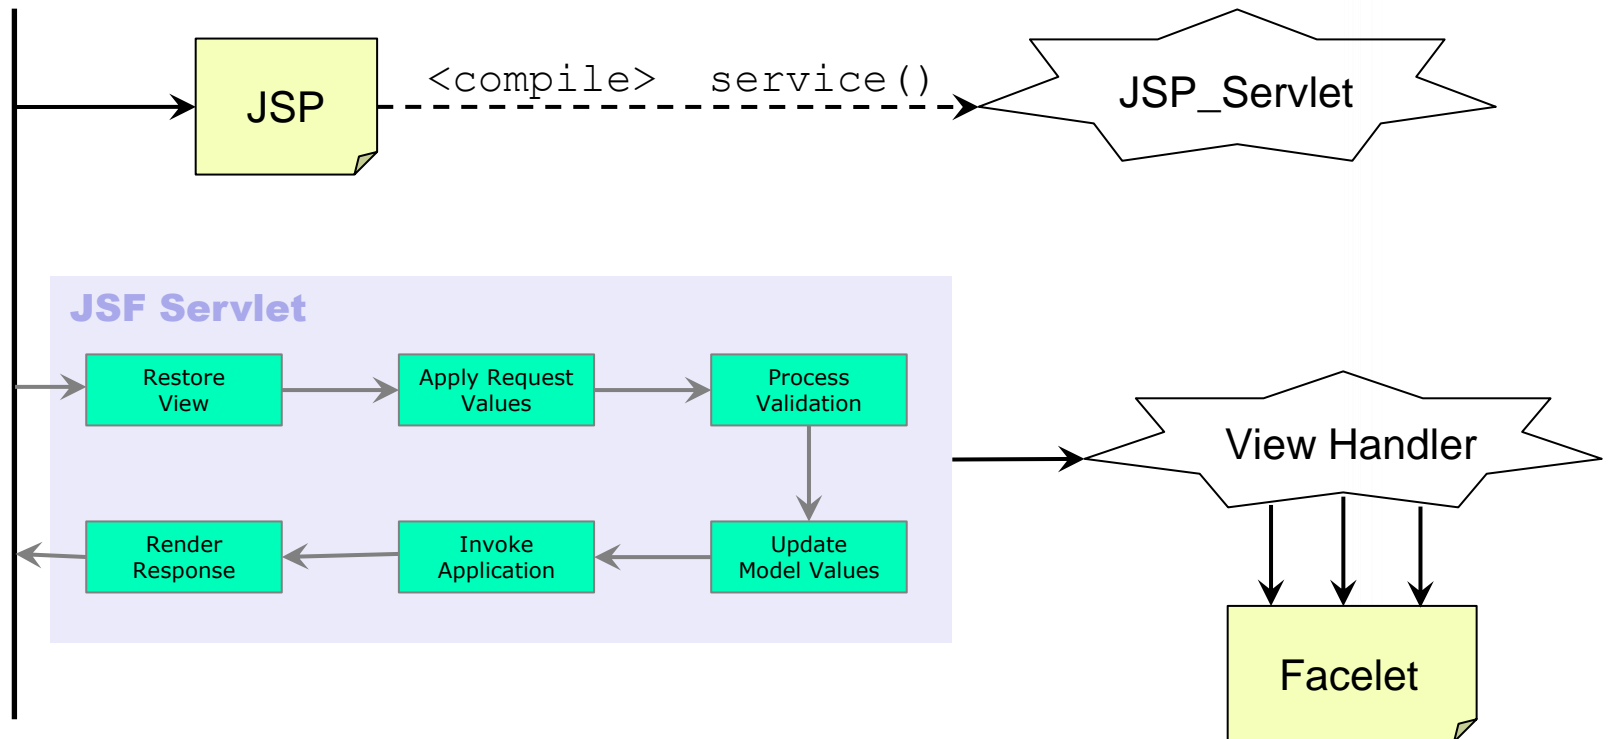 JSP
<compile> service()
JSP_Servlet
JSF Servlet
Restore
View
Apply Request
Values
Process
Validation
View Handler
Render
Response
Invoke
Application
Update
Model Values
Facelet